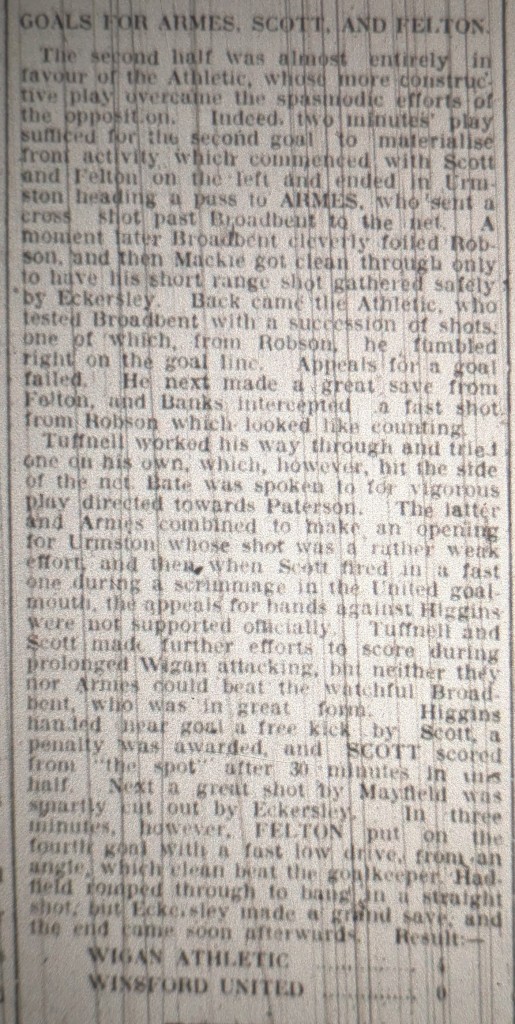 GOALS FOR ARMES, SCOTT, AND FELTON.
The second half was almost entirely in
favour of the Athletic, whose more construc-
tive play overcame the spasmodic efforts of
the opposition. Indeed, two minutes' play
sufficed for the second goal to materialise
front activity which commenced with Scott
and Felton on the left and ended in Urm-
ston heading a pass to ARMES, who sent a
cross shot past Broadbent to the net. A
moment later Broadbent cleverly foiled Rob-
son, and then Mackie got clean through only
to have his short range shot gathered safely
by Eckersley. Back came the Athletic, who
tested Broadbent with a succession of shots,
one of which, from Robson, he fumbled
right on the goal line. Appeals for a goal
failed. He next made a great save from
Felton, and Banks intercepted a fast shot
from Robson which looked like counting.
Tuffnell worked his way through and tried
one on his own, which, however, hit the side
of the net. Bate was spoken to for vigorous
play directed towards Paterson. The latter
and Armes combined to make an opening
for Urmston whose shot was a rather weak
effort, and then, when Scott fired in a fast
one during a scrimmage in the United goal-
mouth, the appeals for hands against Higgins
were not supported officially. Tuffnell and
Scott made further efforts to score during
prolonged Wigan attacking, but neither they
nor Armes could beat the watchful Broad-
bent, who was in great form. Higgins
handled near goal a free kick by Scott, a
penalty was awarded, and SCOTT scored
from "the spot" after 30 minutes in this
half. Next a great shot by Mayfield was
smartly cut out by Eckersley. In three
minutes, however, FELTON put on the
fourth goal with a fast low drive, from an
angle, which clean beat the goalkeeper. Had-
field romped through to bang in a straight
shot, but Eckersley made a grand save, and
the end came soon afterwards. Result:—
WIGAN ATHLETIC ........ 4
WINSFORD UNITED ........ 0